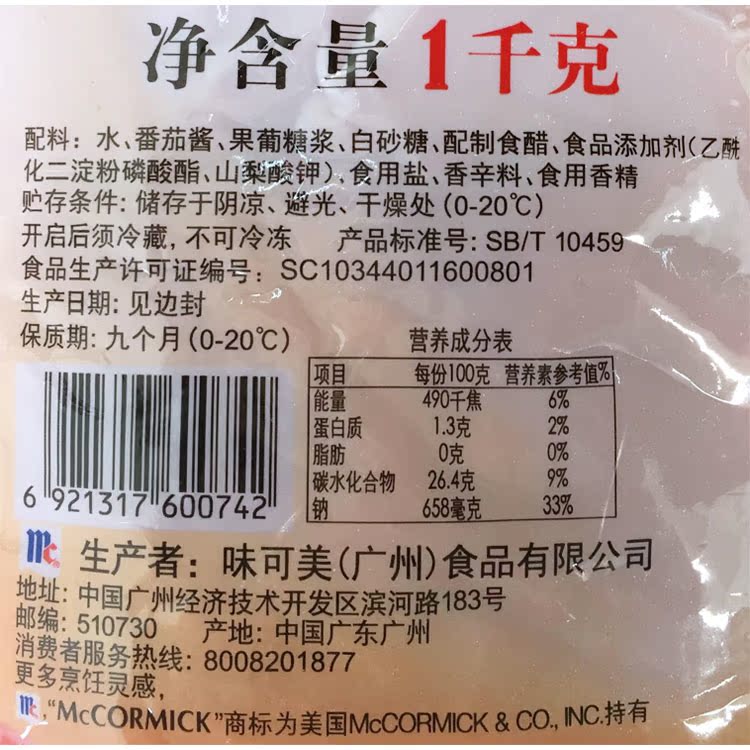 净含量 1千克
配料：水、番茄酱、果葡糖浆、白砂糖、配制食醋、食品添加剂（乙酰
化二淀粉磷酸酯、山梨酸钾）、食用盐、香辛料、食用香精
贮存条件：储存于阴凉、避光、干燥处（0-20℃）
开启后须冷藏，不可冷冻 产品标准号：SB/T 10459
食品生产许可证编号：SC10344011600801
生产日期：见边封
保质期：九个月（0-20℃）
营养成分表
项目 每份100克 营养素参考值%
能量 490千焦 6%
蛋白质 1.3克 2%
脂肪 0克 0%
碳水化合物 26.4克 9%
钠 658毫克 33%
6 921317 600742
Mc 生产者：味可美（广州）食品有限公司
地址：中国广州经济技术开发区滨河路183号
邮编：510730 产地：中国广东广州
消费者服务热线：8008201877
更多烹饪灵感，
Mc，“McCORMICK”商标为美国McCORMICK & CO., INC.持有